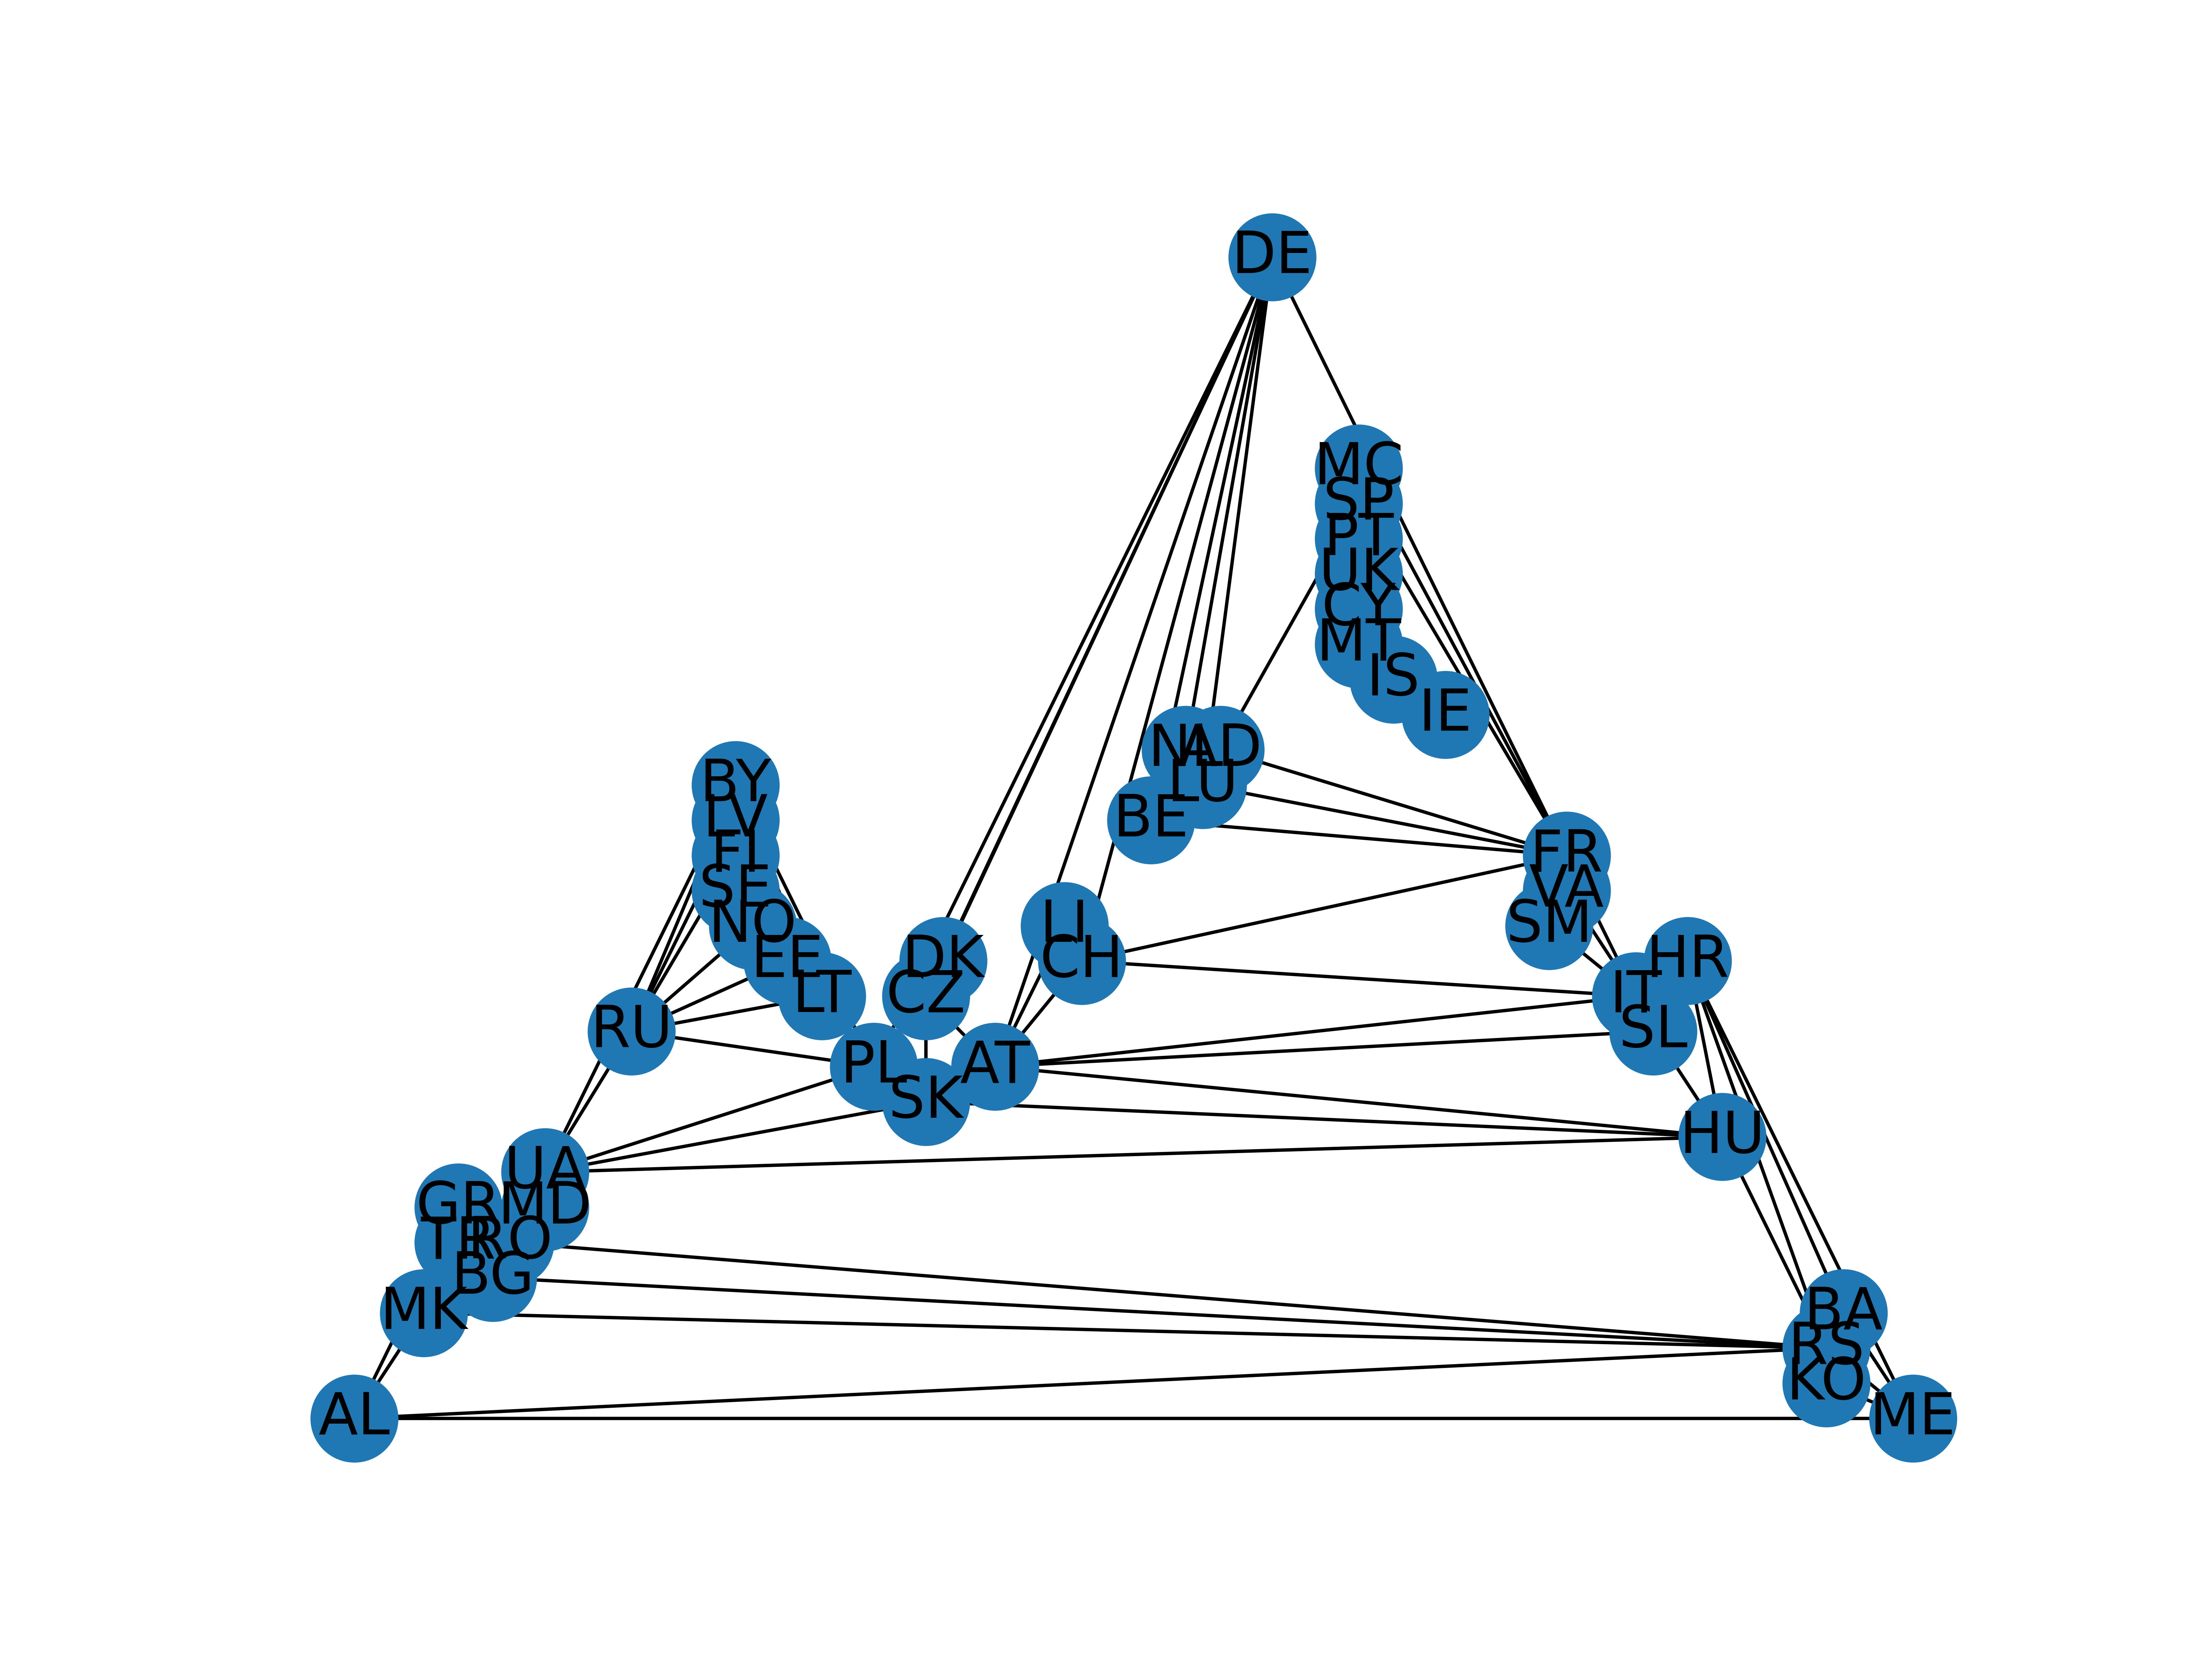 DE
MC
SP
PT
UK
CY
MT
IS
IE
NL
AD
LU
BE
BY
LV
FI
SE
NO
EE
LT
FR
VA
SM
LI
CH
DK
CZ
HR
IT
SL
RU
PL
AT
SK
HU
UA
GR
MD
TR
RO
BG
MK
BA
RS
KO
AL
ME